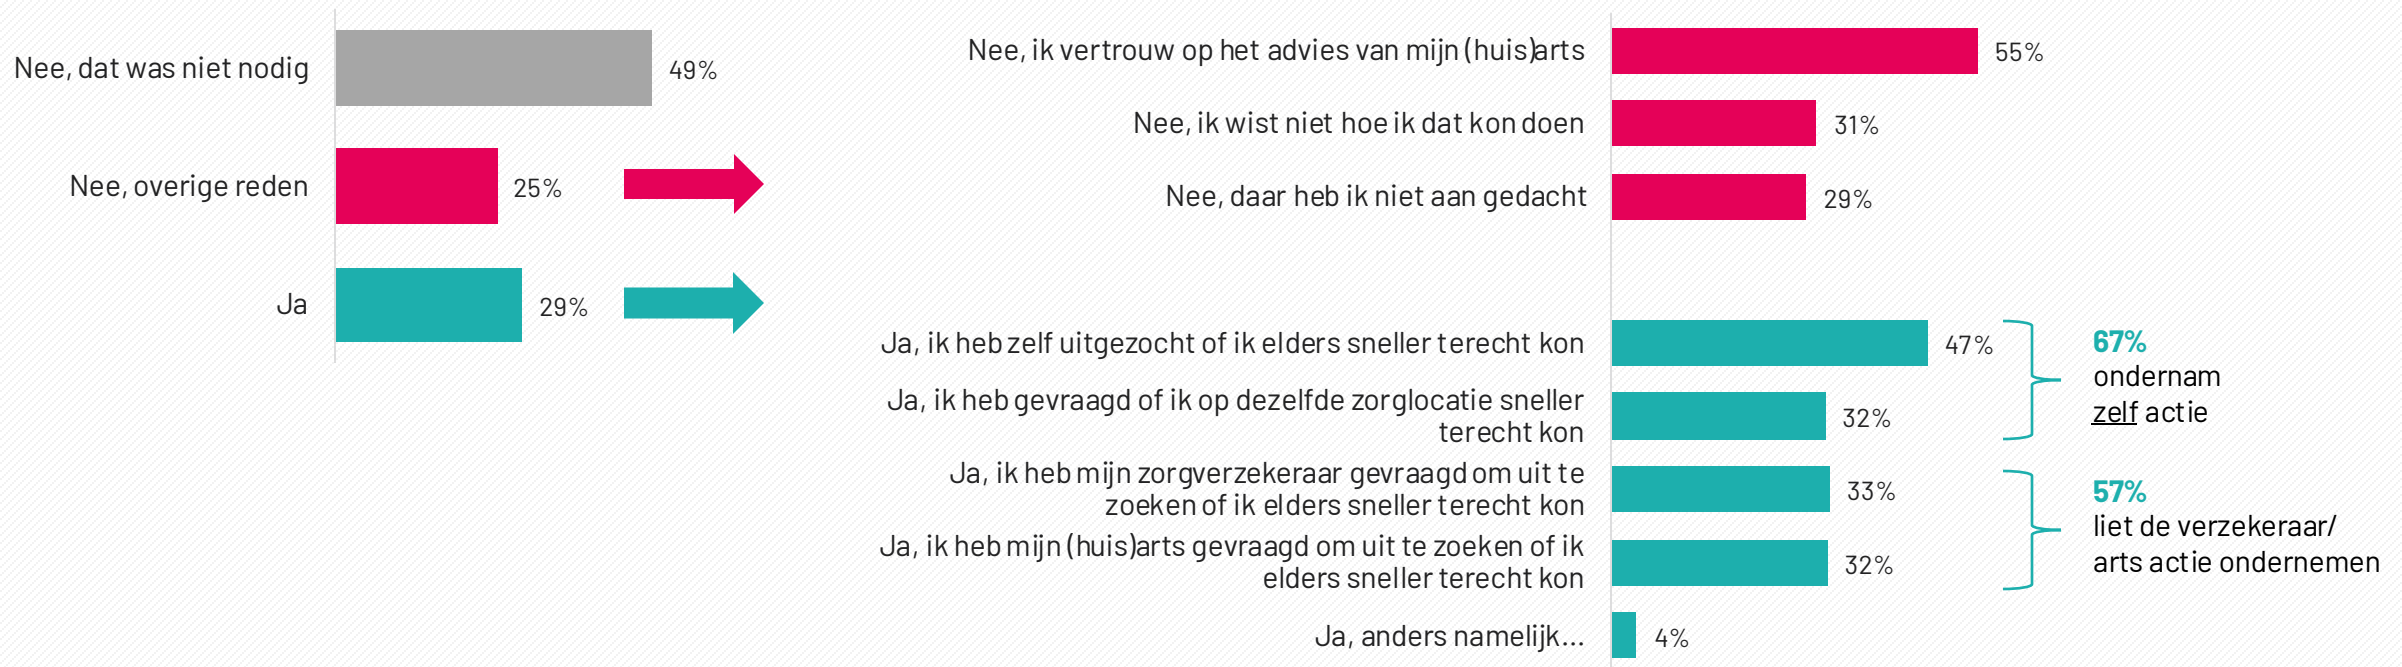 Nee, dat was niet nodig 49%
Nee, overige reden 25%
Ja 29%
Nee, ik vertrouw op het advies van mijn (huis)arts 55%
Nee, ik wist niet hoe ik dat kon doen 31%
Nee, daar heb ik niet aan gedacht 29%
Ja, ik heb zelf uitgezocht of ik elders sneller terecht kon 47%
Ja, ik heb gevraagd of ik op dezelfde zorglocatie sneller
terecht kon 32%
Ja, ik heb mijn zorgverzekeraar gevraagd om uit te
zoeken of ik elders sneller terecht kon 33%
Ja, ik heb mijn (huis)arts gevraagd om uit te zoeken of ik
elders sneller terecht kon 32%
Ja, anders namelijk... 4%
67%
ondernam
zelf actie
57%
liet de verzekeraar/
arts actie ondernemen